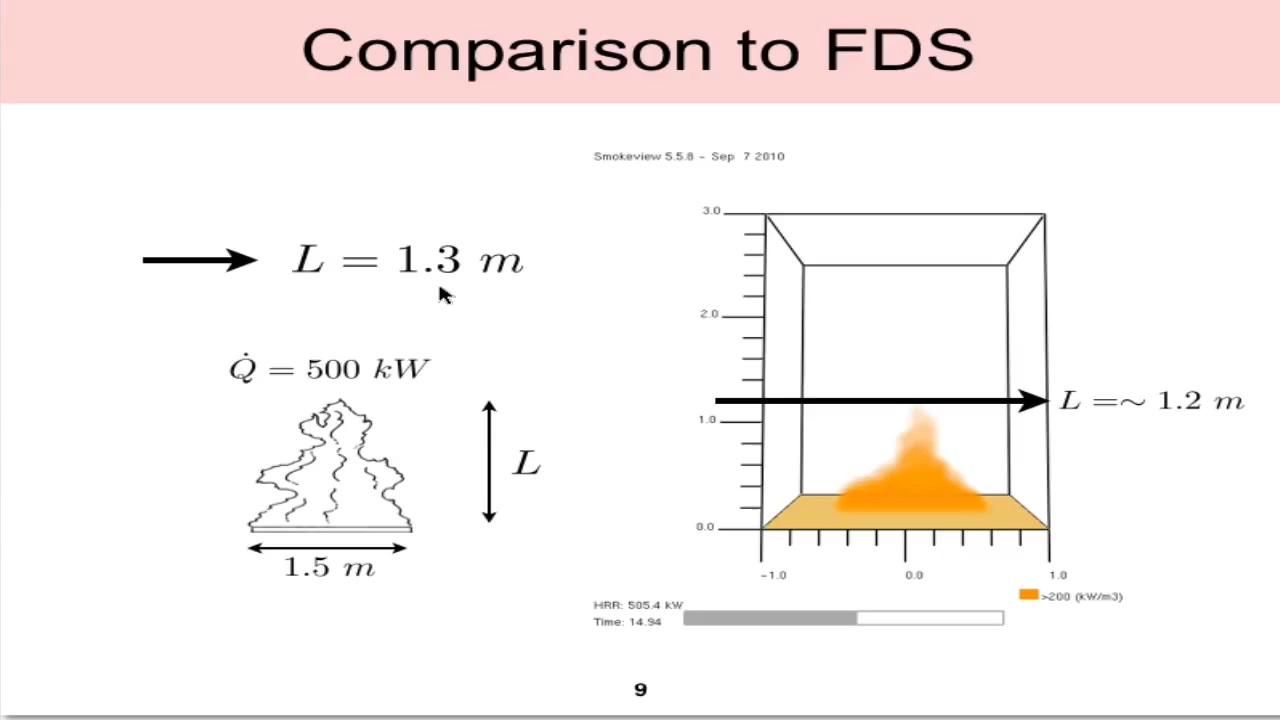 Comparison to FDS
Smokeview 5.5.8 - Sep 7 2010
L = 1.3 m
Q̇ = 500 kW
L
1.5 m
3.0
2.0
1.0
0.0
-1.0
0.0
1.0
L =∼ 1.2 m
>200 (kW/m3)
HRR: 505.4 kW
Time: 14.94
9